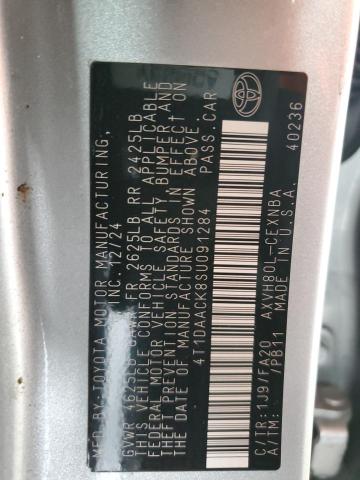 MFD.BY:TOYOTA MOTOR MANUFACTURING,
INC. 12/24
GVWR 4625LB GAWR FR 2625LB RR 2425LB
THIS VEHICLE CONFORMS TO ALL APPLICABLE
FEDERAL MOTOR VEHICLE SAFETY BUMPER AND
THEFT PREVENTION STANDARDS IN EFFECT ON
THE DATE OF MANUFACTURE SHOWN ABOVE.
4T1DAACK8SU091284 PASS.CAR
C/TR:1J9/FA20 AXVH80L-CEXNBA
A/TM: /PB11 MADE IN U.S.A. 40236